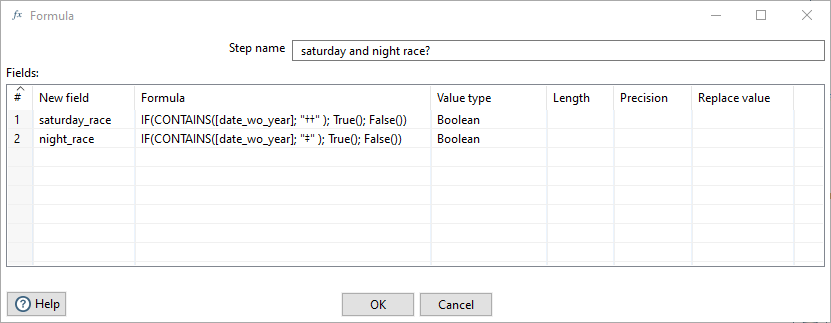 Formula
Step name saturday and night race?
Fields:
# New field Formula Value type Length Precision Replace value
1 saturday_race IF(CONTAINS([date_wo_year]; "††" ); True(); False()) Boolean
2 night_race IF(CONTAINS([date_wo_year]; "‡" ); True(); False()) Boolean
Help OK Cancel